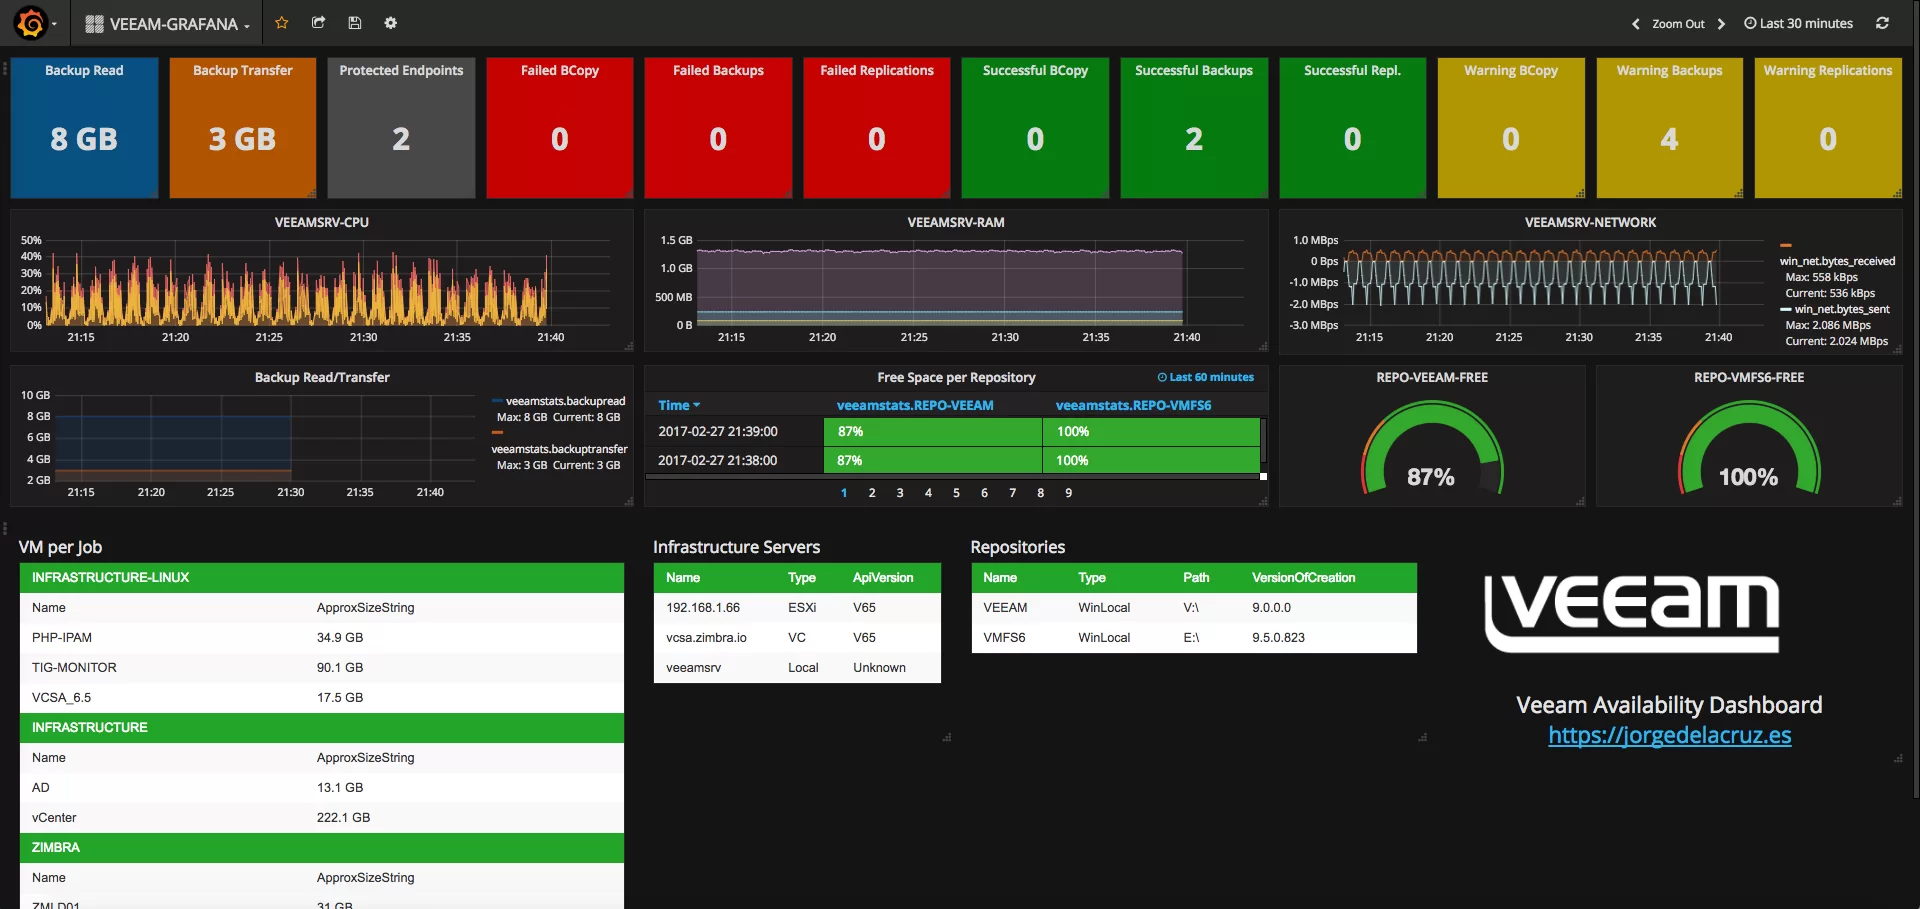 VEEAM-GRAFANA
Zoom Out
Last 30 minutes
Backup Read
8 GB
Backup Transfer
3 GB
Protected Endpoints
2
Failed BCopy
0
Failed Backups
0
Failed Replications
0
Successful BCopy
0
Successful Backups
2
Successful Repl.
0
Warning BCopy
0
Warning Backups
4
Warning Replications
0
VEEAMSRV-CPU
50%
40%
30%
20%
10%
0%
21:15 21:20 21:25 21:30 21:35 21:40
VEEAMSRV-RAM
1.5 GB
1.0 GB
500 MB
0 B
21:15 21:20 21:25 21:30 21:35 21:40
VEEAMSRV-NETWORK
1.0 MBps
0 Bps
-1.0 MBps
-2.0 MBps
-3.0 MBps
21:15 21:20 21:25 21:30 21:35 21:40
win_net.bytes_received
Max: 558 kBps
Current: 536 kBps
win_net.bytes_sent
Max: 2.086 MBps
Current: 2.024 MBps
Backup Read/Transfer
10 GB
8 GB
6 GB
4 GB
2 GB
21:15 21:20 21:25 21:30 21:35 21:40
veeamstats.backupread
Max: 8 GB Current: 8 GB
veeamstats.backuptransfer
Max: 3 GB Current: 3 GB
Free Space per Repository
Last 60 minutes
Time veeamstats.REPO-VEEAM veeamstats.REPO-VMFS6
2017-02-27 21:39:00 87% 100%
2017-02-27 21:38:00 87% 100%
1 2 3 4 5 6 7 8 9
REPO-VEEAM-FREE
87%
REPO-VMFS6-FREE
100%
VM per Job
INFRASTRUCTURE-LINUX
Name ApproxSizeString
PHP-IPAM 34.9 GB
TIG-MONITOR 90.1 GB
VCSA_6.5 17.5 GB
INFRASTRUCTURE
Name ApproxSizeString
AD 13.1 GB
vCenter 222.1 GB
ZIMBRA
Name ApproxSizeString
ZMLD01 31 GB
Infrastructure Servers
Name Type ApiVersion
192.168.1.66 ESXi V65
vcsa.zimbra.io VC V65
veeamsrv Local Unknown
Repositories
Name Type Path VersionOfCreation
VEEAM WinLocal V:\ 9.0.0.0
VMFS6 WinLocal E:\ 9.5.0.823
veeam
Veeam Availability Dashboard
https://jorgedelacruz.es